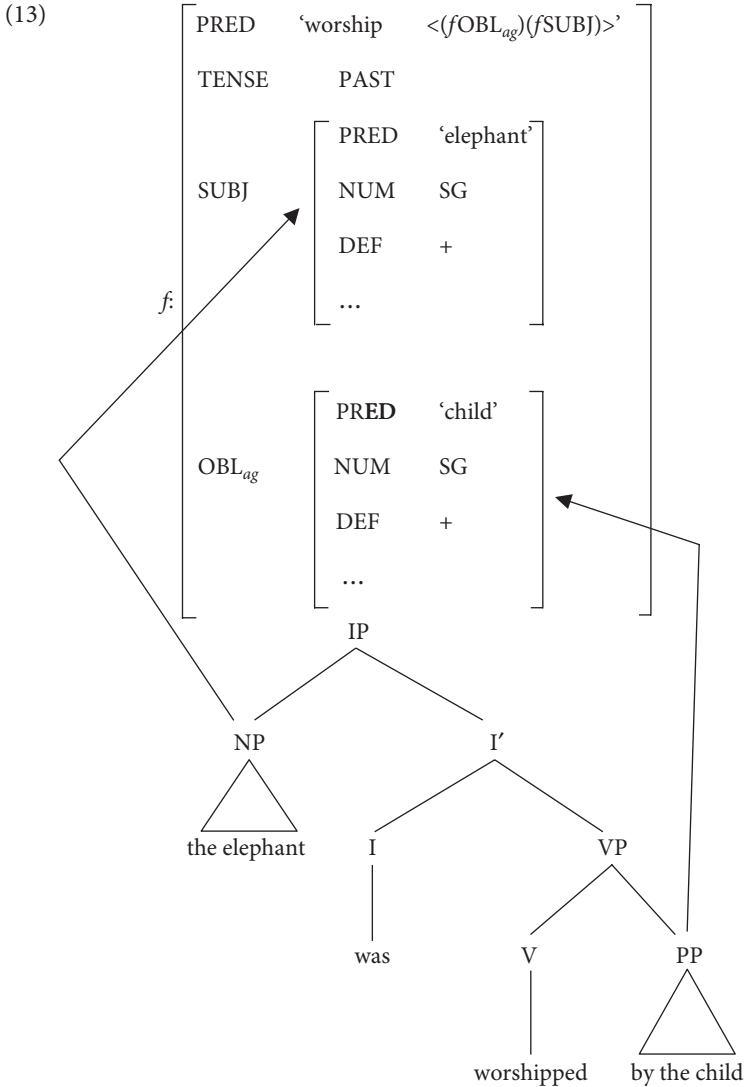 (13)
PRED ‘worship <(fOBLag)(fSUBJ)>’
TENSE PAST
PRED ‘elephant’
SUBJ NUM SG
DEF +
f: …
PRED ‘child’
OBLag NUM SG
DEF +
…
IP
NP I′
the elephant I VP
was V PP
worshipped by the child